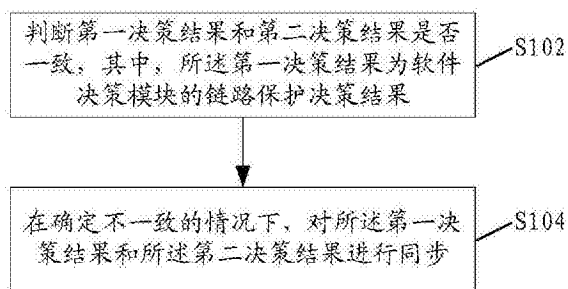 判断第一决策结果和第二决策结果是否
一致，其中，所述第一决策结果为软件
决策模块的链路保护决策结果
S102
在确定不一致的情况下，对所述第一决
策结果和所述第二决策结果进行同步
S104